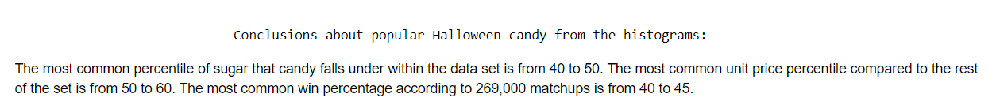 Conclusions about popular Halloween candy from the histograms:
The most common percentile of sugar that candy falls under within the data set is from 40 to 50. The most common unit price percentile compared to the rest
of the set is from 50 to 60. The most common win percentage according to 269,000 matchups is from 40 to 45.